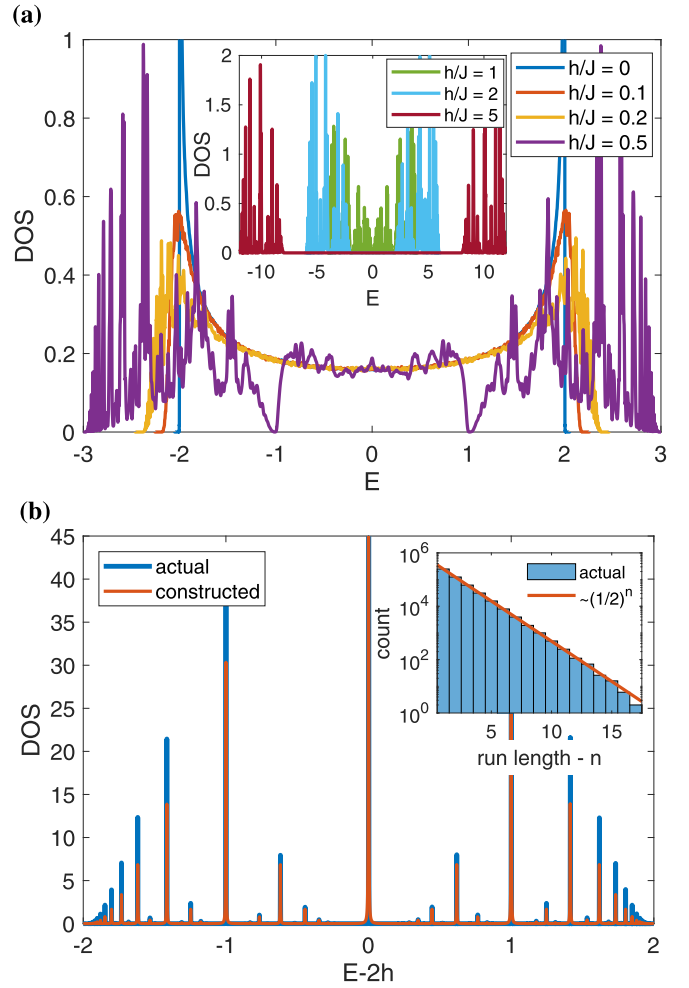 (a)
1
0.8
0.6
0.4
0.2
0
DOS
-3
-2
-1
0
1
2
3
E
h/J = 0
h/J = 0.1
h/J = 0.2
h/J = 0.5
2
1.5
1
0.5
0
DOS
-10
-5
0
5
10
E
h/J = 1
h/J = 2
h/J = 5
(b)
45
40
35
30
25
20
15
10
5
0
DOS
-2
-1
0
1
2
E-2h
actual
constructed
10^6
10^4
10^2
10^0
count
5
10
15
run length - n
actual
~(1/2)^n